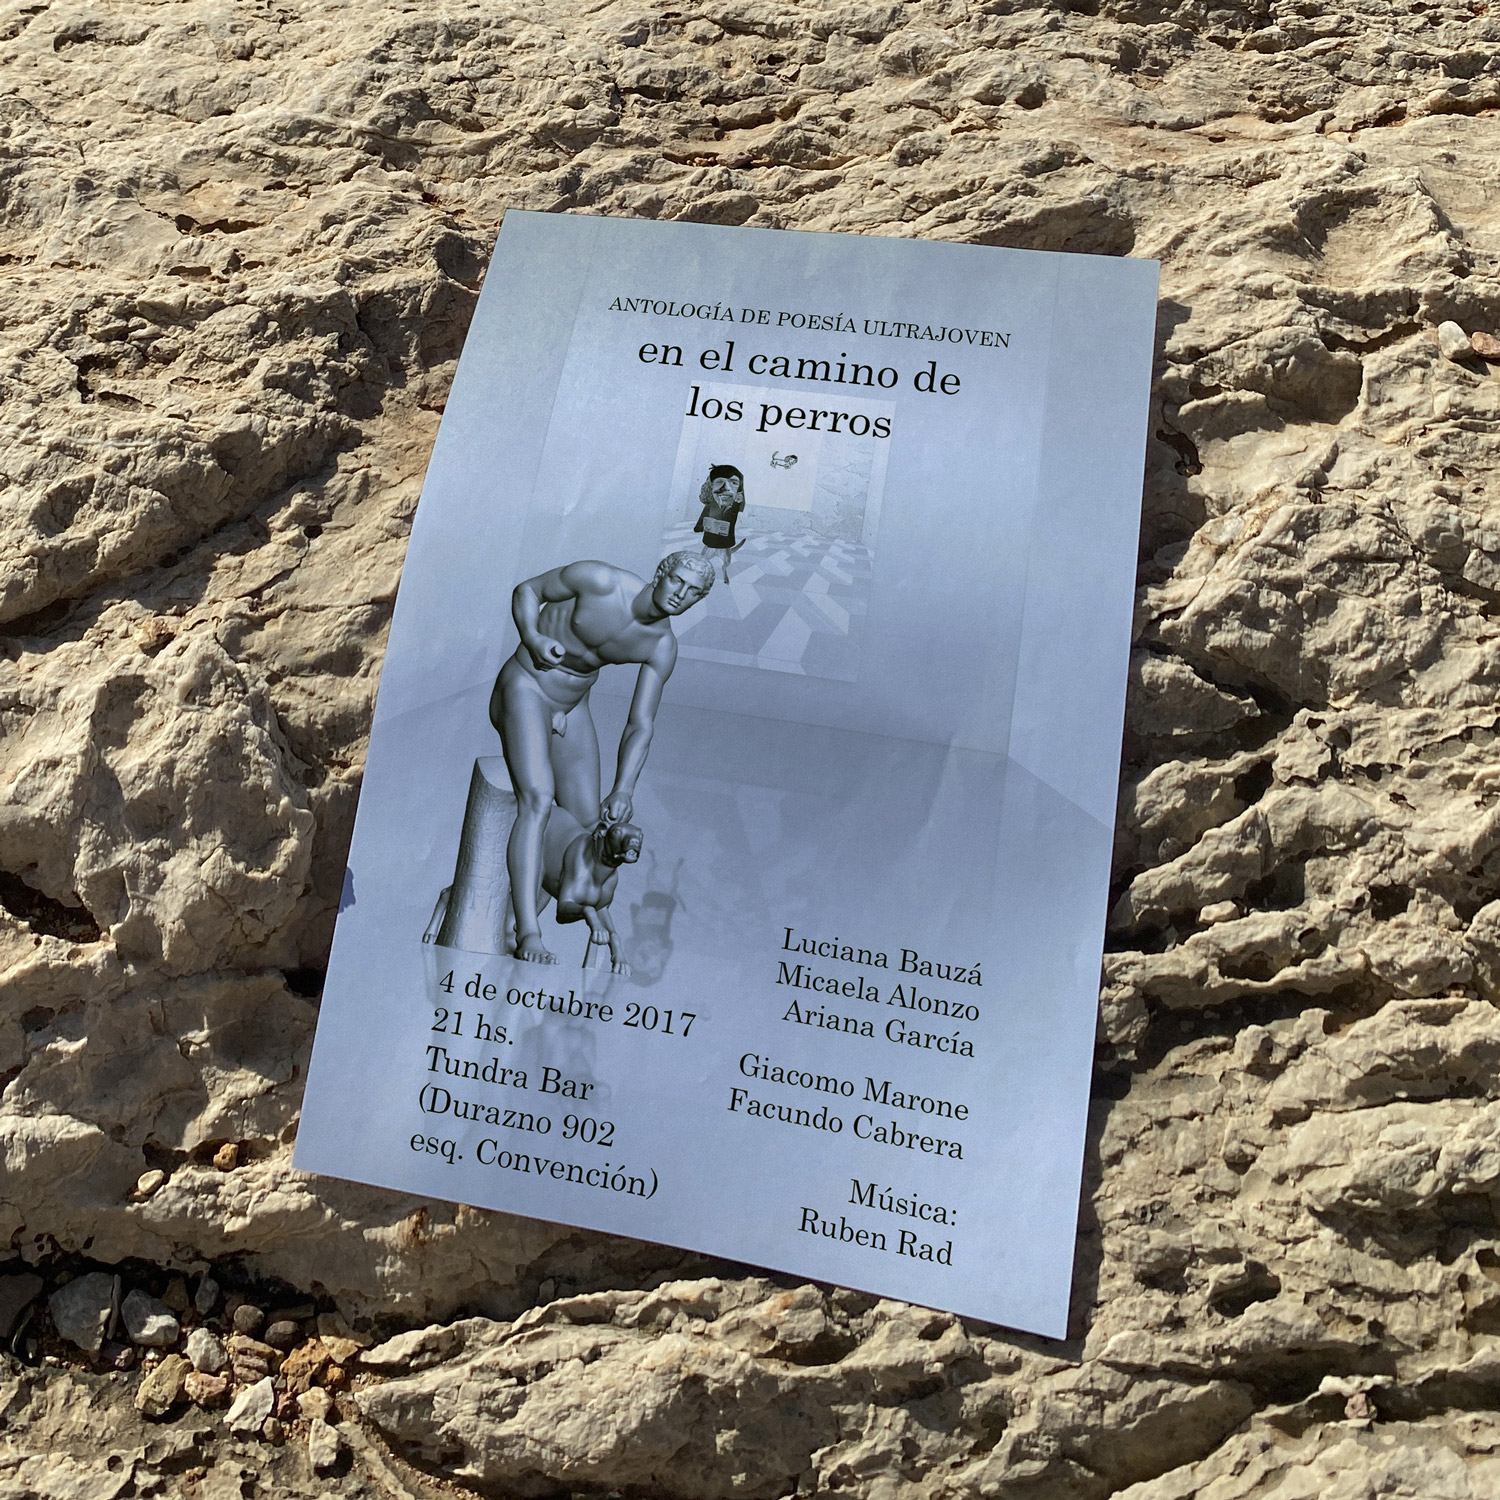 ANTOLOGÍA DE POESÍA ULTRAJOVEN
en el camino de
los perros
4 de octubre 2017
21 hs.
Tundra Bar
(Durazno 902
esq. Convención)
Luciana Bauzá
Micaela Alonzo
Ariana García
Giacomo Marone
Facundo Cabrera
Música:
Ruben Rad